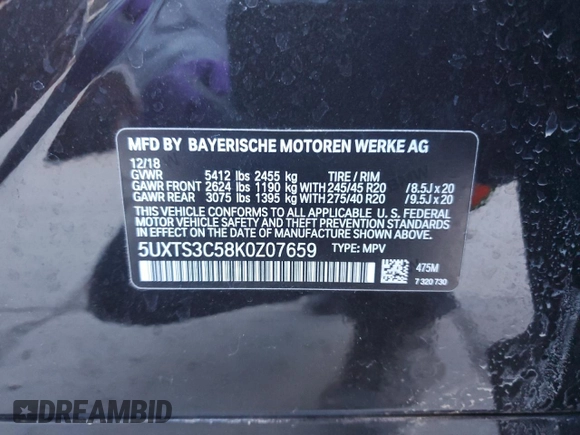 MFD BY BAYERISCHE MOTOREN WERKE AG
12/18
GVWR 5412 lbs 2455 kg TIRE / RIM
GAWR FRONT 2624 lbs 1190 kg WITH 245/45 R20 /8.5J x 20
GAWR REAR 3075 lbs 1395 kg WITH 275/40 R20 /9.5J x 20
THIS VEHICLE CONFORMS TO ALL APPLICABLE U. S. FEDERAL
MOTOR VEHICLE SAFETY AND THEFT PREVENTION STANDARDS
IN EFFECT ON THE DATE OF MANUFACTURE SHOWN ABOVE.
5UXTS3C58K0Z07659 TYPE: MPV
475M
7 320 730
DREAMBID